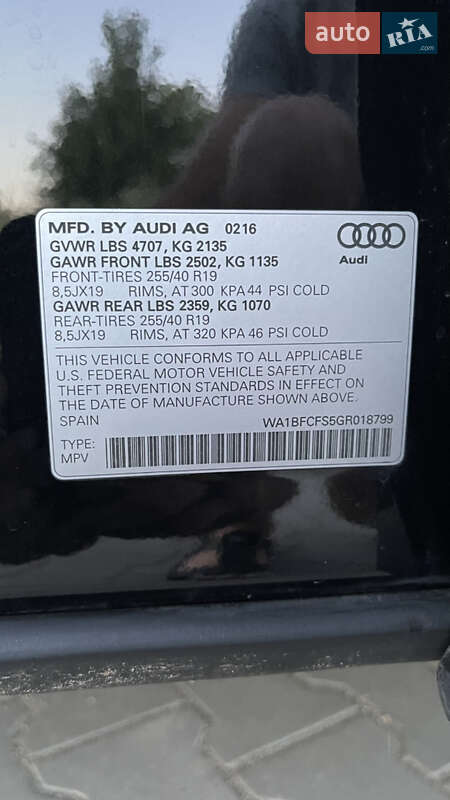 auto RIA .com
MFD. BY AUDI AG 0216
GVWR LBS 4707, KG 2135
GAWR FRONT LBS 2502, KG 1135
FRONT-TIRES 255/40 R19
8,5JX19 RIMS, AT 300 KPA 44 PSI COLD
GAWR REAR LBS 2359, KG 1070
REAR-TIRES 255/40 R19
8,5JX19 RIMS, AT 320 KPA 46 PSI COLD
Audi
THIS VEHICLE CONFORMS TO ALL APPLICABLE
U.S. FEDERAL MOTOR VEHICLE SAFETY AND
THEFT PREVENTION STANDARDS IN EFFECT ON
THE DATE OF MANUFACTURE SHOWN ABOVE.
SPAIN WA1BFCFS5GR018799
TYPE:
MPV